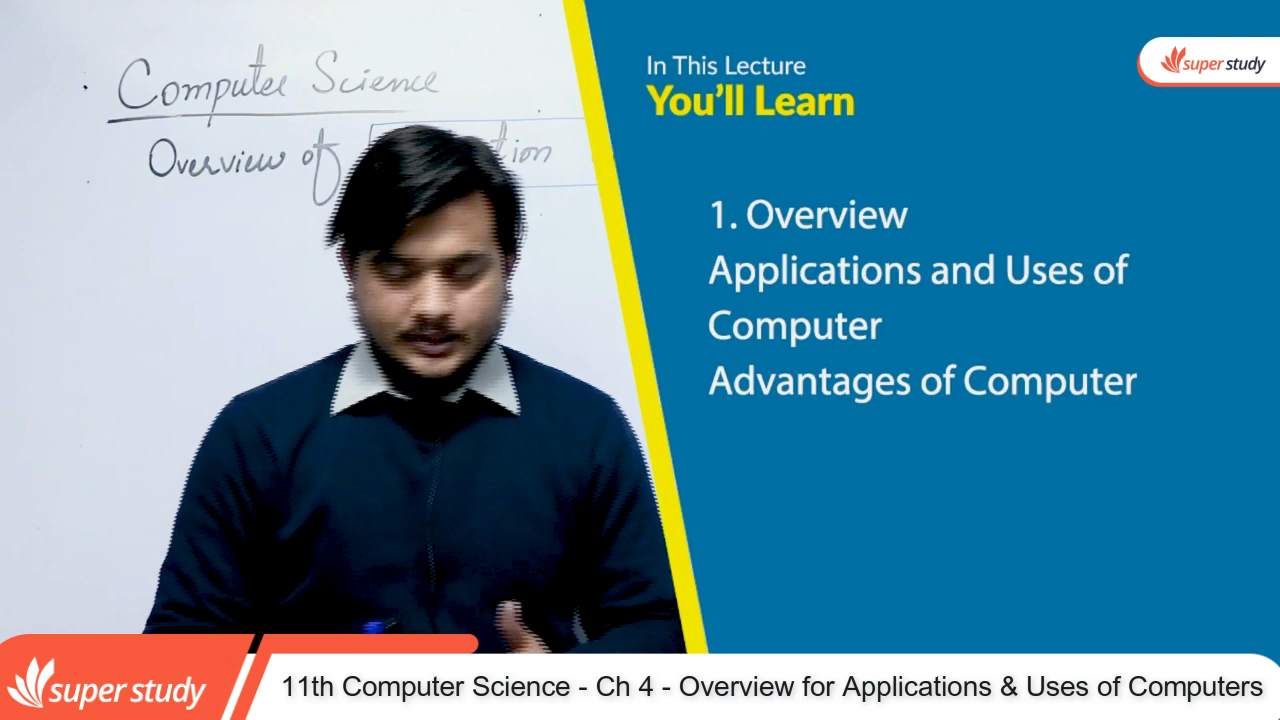 Computer Science
Overview of tion
In This Lecture
You'll Learn
super study
1. Overview
Applications and Uses of
Computer
Advantages of Computer
super study
11th Computer Science - Ch 4 - Overview for Applications & Uses of Computers